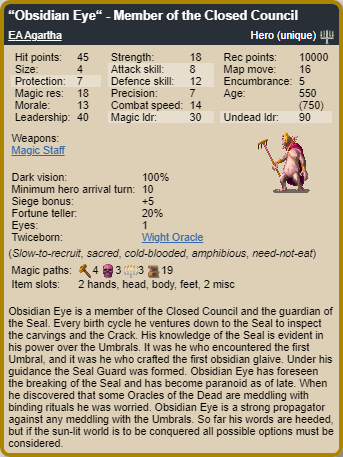 “Obsidian Eye“ - Member of the Closed Council
EA Agartha Hero (unique)
Hit points: 45 Strength: 18 Rec points: 10000
Size: 4 Attack skill: 8 Map move: 16
Protection: 7 Defence skill: 12 Encumbrance: 5
Magic res: 18 Precision: 7 Age: 550
Morale: 13 Combat speed: 14 (750)
Leadership: 40 Magic ldr: 30 Undead ldr: 90
Weapons:
Magic Staff
Dark vision: 100%
Minimum hero arrival turn: 10
Siege bonus: +5
Fortune teller: 20%
Eyes: 1
Twiceborn: Wight Oracle
(Slow-to-recruit, sacred, cold-blooded, amphibious, need-not-eat)
Magic paths: 4 3 3 19
Item slots: 2 hands, head, body, feet, 2 misc
Obsidian Eye is a member of the Closed Council and the guardian of
the Seal. Every birth cycle he ventures down to the Seal to inspect
the carvings and the Crack. His knowledge of the Seal is evident in
his power over the Umbrals. It was he who encountered the first
Umbral, and it was he who crafted the first obsidian glaive. Under his
guidance the Seal Guard was formed. Obsidian Eye has foreseen
the breaking of the Seal and has become paranoid as of late. When
he discovered that some Oracles of the Dead are meddling with
binding rituals he was worried. Obsidian Eye is a strong propagator
against any meddling with the Umbrals. So far his words are heeded,
but if the sun-lit world is to be conquered all possible options must be
considered.